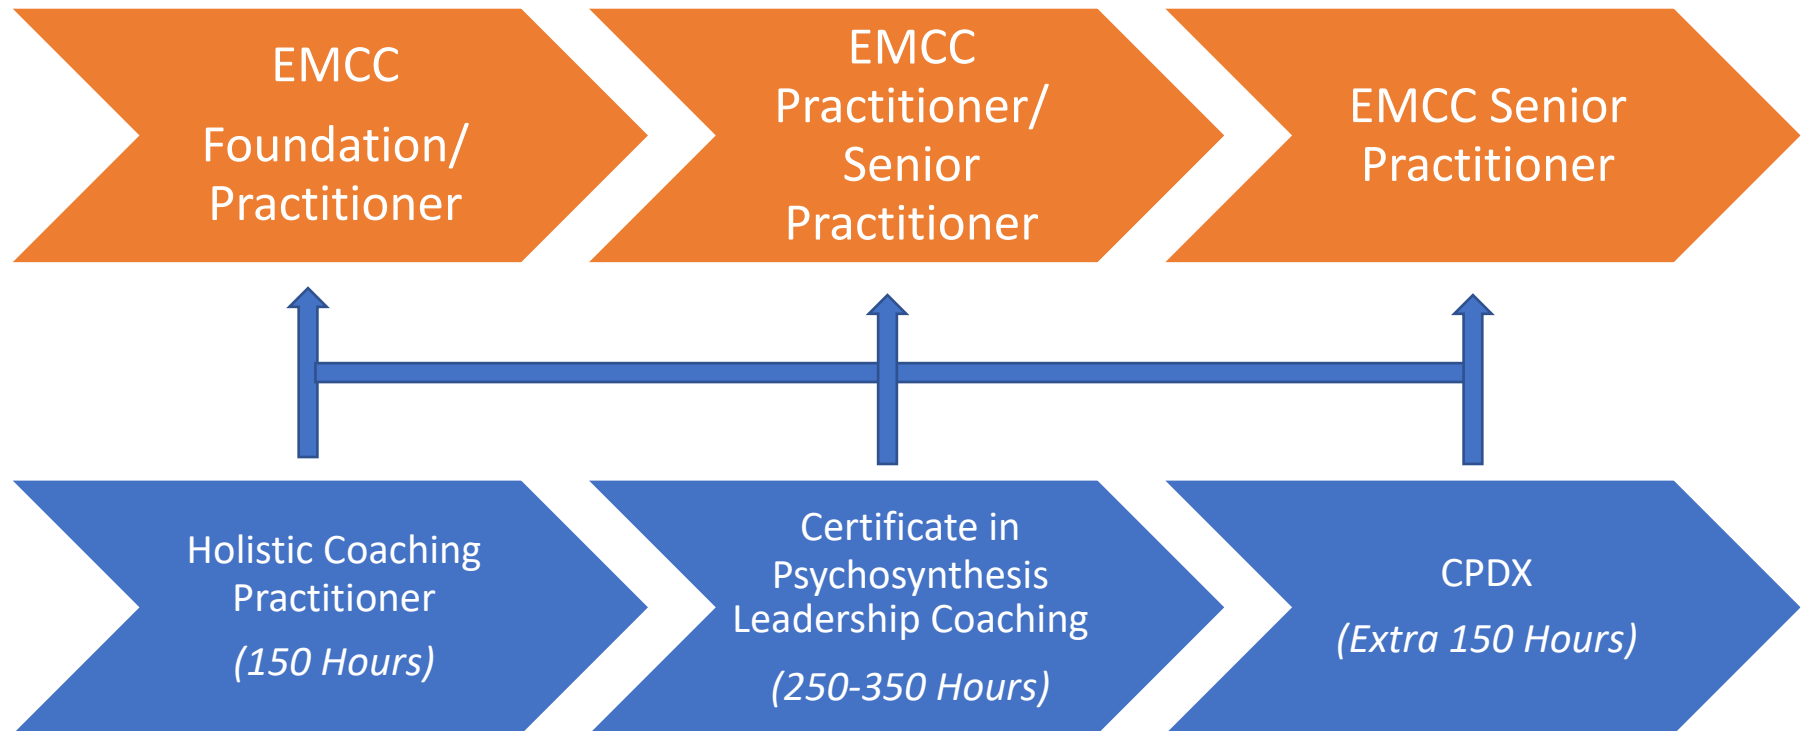 EMCC
Foundation/
Practitioner
EMCC
Practitioner/
Senior
Practitioner
EMCC Senior
Practitioner
Holistic Coaching
Practitioner
(150 Hours)
Certificate in
Psychosynthesis
Leadership Coaching
(250-350 Hours)
CPDX
(Extra 150 Hours)